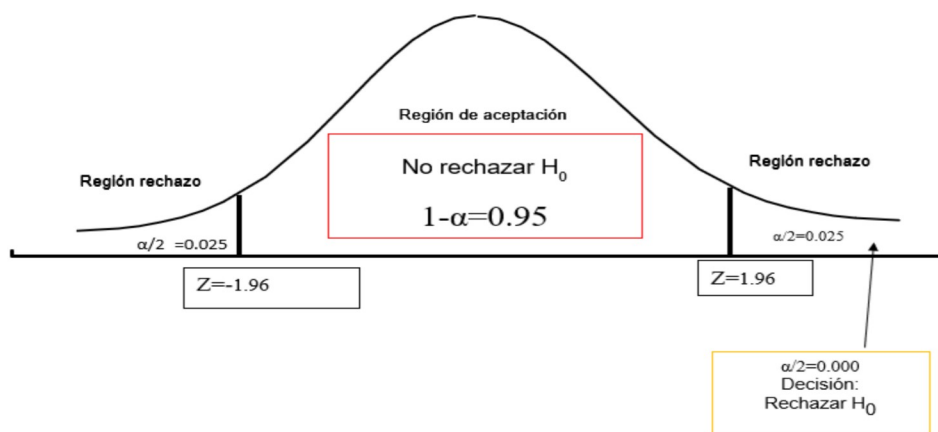 Región de aceptación
No rechazar H₀
1-α=0.95
Región rechazo
Región rechazo
α/2 =0.025
α/2=0.025
Z=-1.96
Z=1.96
α/2=0.000
Decisión:
Rechazar H₀